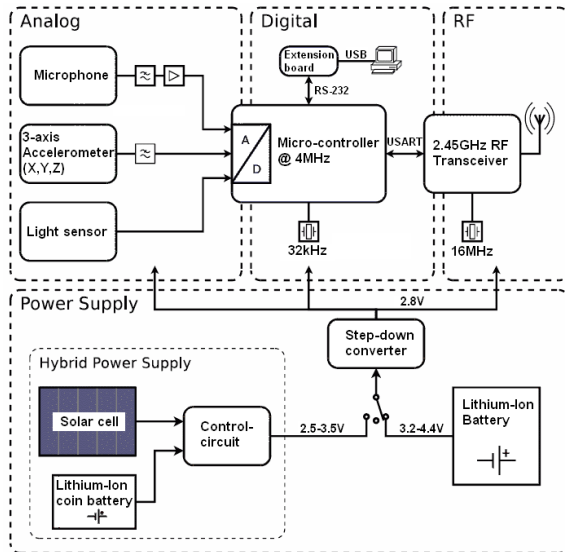 Analog
Digital
RF
Microphone
Extension
board
USB
RS-232
3-axis
Accelerometer
(X,Y,Z)
A
D
Micro-controller
@ 4MHz
USART
2.45GHz RF
Transceiver
Light sensor
32kHz
16MHz
Power Supply
2.8V
Step-down
converter
Hybrid Power Supply
Solar cell
Control-
circuit
2.5-3.5V
3.2-4.4V
Lithium-Ion
Battery
Lithium-Ion
coin battery